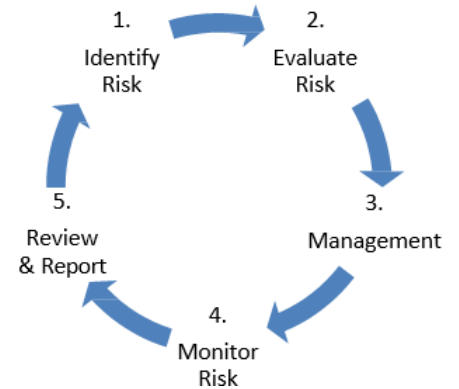 1.
Identify
Risk
2.
Evaluate
Risk
3.
Management
4.
Monitor
Risk
5.
Review
& Report